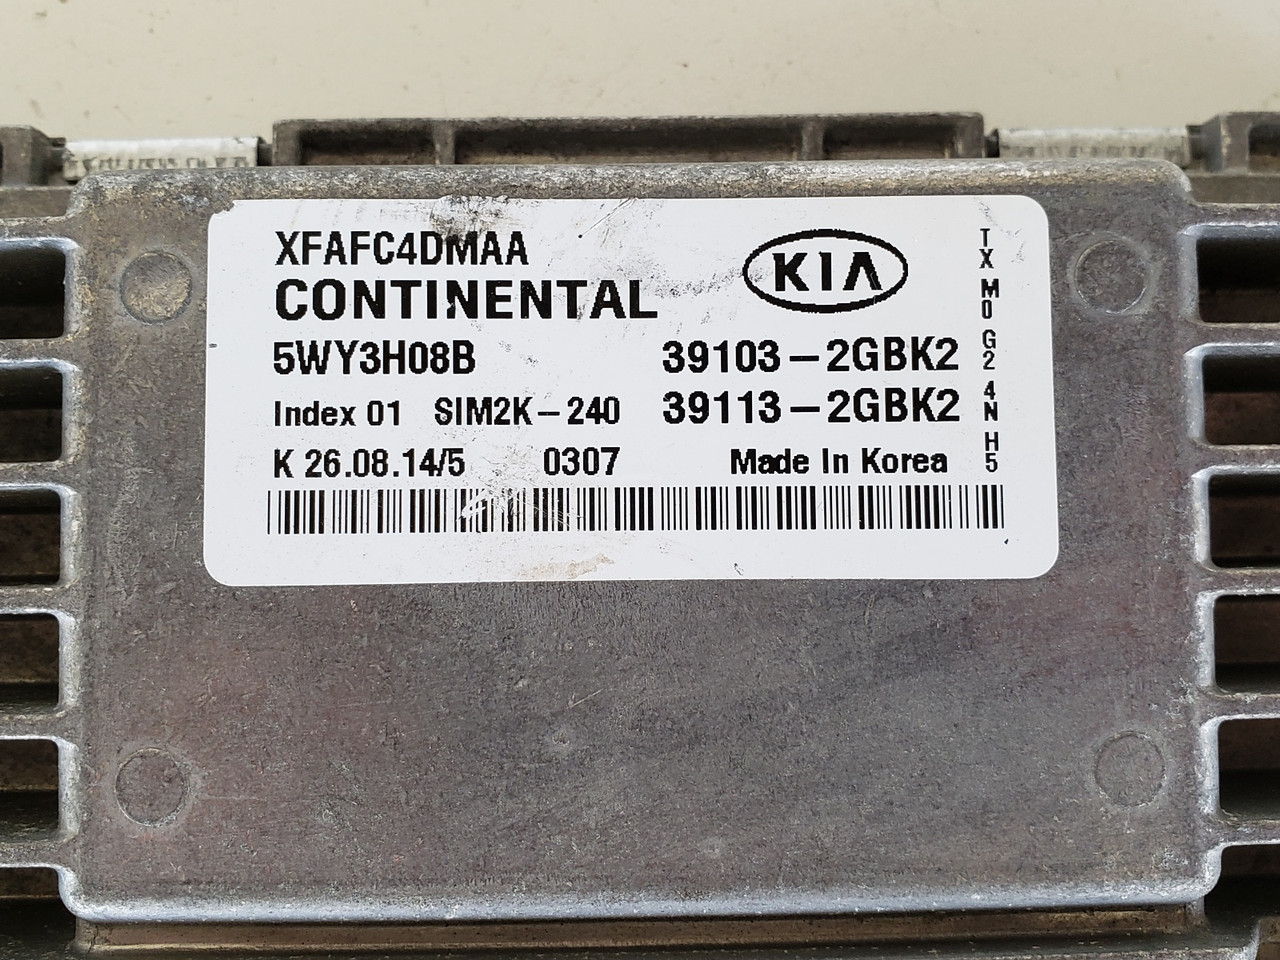 XFAFC4DMAA
CONTINENTAL
KIA
5WY3H08B 39103-2GBK2
Index 01 SIM2K-240 39113-2GBK2
K 26.08.14/5 0307 Made In Korea
TX M0 G2 4N H5